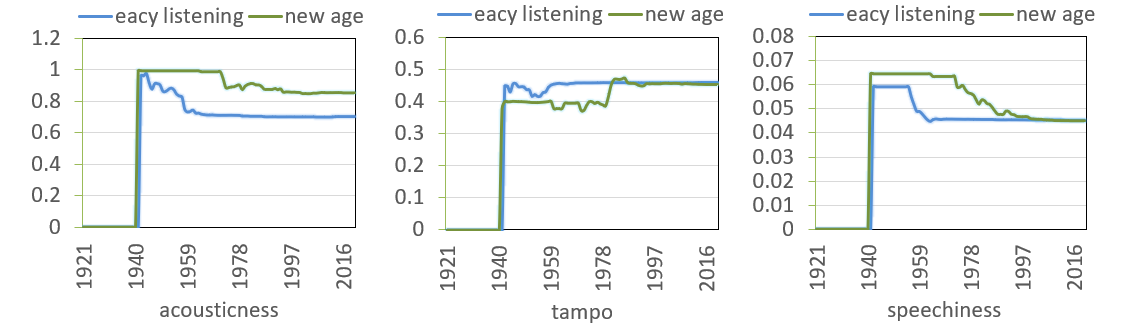 eacy listening new age
1.2
1
0.8
0.6
0.4
0.2
0
1921 1940 1959 1978 1997 2016
acousticness
eacy listening new age
0.6
0.5
0.4
0.3
0.2
0.1
0
1921 1940 1959 1978 1997 2016
tampo
eacy listening new age
0.08
0.07
0.06
0.05
0.04
0.03
0.02
0.01
0
1921 1940 1959 1978 1997 2016
speechiness